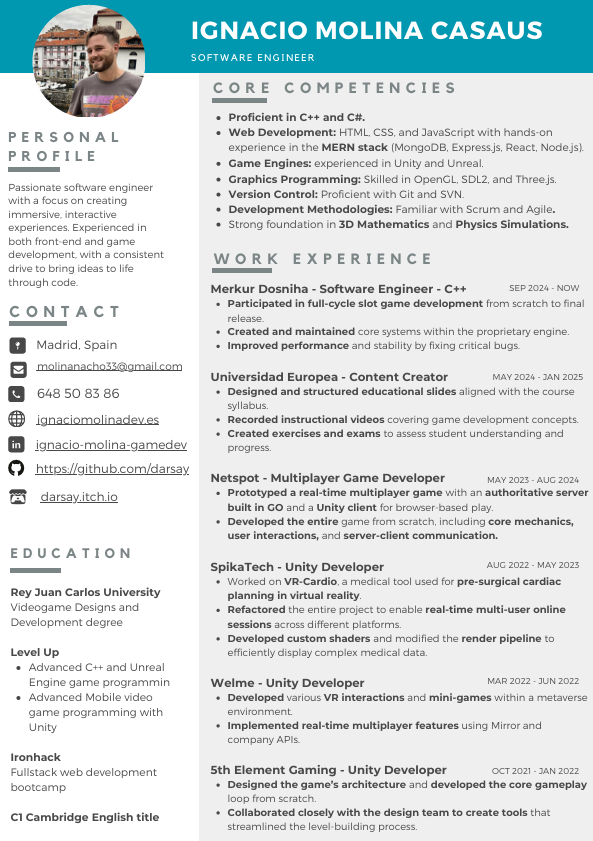 IGNACIO MOLINA CASAUS
SOFTWARE ENGINEER
PERSONAL
PROFILE
Passionate software engineer
with a focus on creating
immersive, interactive
experiences. Experienced in
both front-end and game
development, with a consistent
drive to bring ideas to life
through code.
CONTACT
Madrid, Spain
molinanacho33@gmail.com
648 50 83 86
ignaciomolinadev.es
in
ignacio-molina-gamedev
https://github.com/darsay
darsay.itch.io
EDUCATION
Rey Juan Carlos University
Videogame Designs and
Development degree
Level Up
• Advanced C++ and Unreal
Engine game programmin
• Advanced Mobile video
game programming with
Unity
Ironhack
Fullstack web development
bootcamp
C1 Cambridge English title
CORE COMPETENCIES
• Proficient in C++ and C#.
• Web Development: HTML, CSS, and JavaScript with hands-on
experience in the MERN stack (MongoDB, Express.js, React, Node.js).
• Game Engines: experienced in Unity and Unreal.
• Graphics Programming: Skilled in OpenGL, SDL2, and Three.js.
• Version Control: Proficient with Git and SVN.
• Development Methodologies: Familiar with Scrum and Agile.
• Strong foundation in 3D Mathematics and Physics Simulations.
WORK EXPERIENCE
Merkur Dosniha - Software Engineer - C++ SEP 2024 - NOW
• Participated in full-cycle slot game development from scratch to final
release.
• Created and maintained core systems within the proprietary engine.
• Improved performance and stability by fixing critical bugs.
Universidad Europea - Content Creator MAY 2024 - JAN 2025
• Designed and structured educational slides aligned with the course
syllabus.
• Recorded instructional videos covering game development concepts.
• Created exercises and exams to assess student understanding and
progress.
Netspot - Multiplayer Game Developer MAY 2023 - AUG 2024
• Prototyped a real-time multiplayer game with an authoritative server
built in GO and a Unity client for browser-based play.
• Developed the entire game from scratch, including core mechanics,
user interactions, and server-client communication.
SpikaTech - Unity Developer AUG 2022 - MAY 2023
• Worked on VR-Cardio, a medical tool used for pre-surgical cardiac
planning in virtual reality.
• Refactored the entire project to enable real-time multi-user online
sessions across different platforms.
• Developed custom shaders and modified the render pipeline to
efficiently display complex medical data.
Welme - Unity Developer MAR 2022 - JUN 2022
• Developed various VR interactions and mini-games within a metaverse
environment.
• Implemented real-time multiplayer features using Mirror and
company APIs.
5th Element Gaming - Unity Developer OCT 2021 - JAN 2022
• Designed the game's architecture and developed the core gameplay
loop from scratch.
• Collaborated closely with the design team to create tools that
streamlined the level-building process.